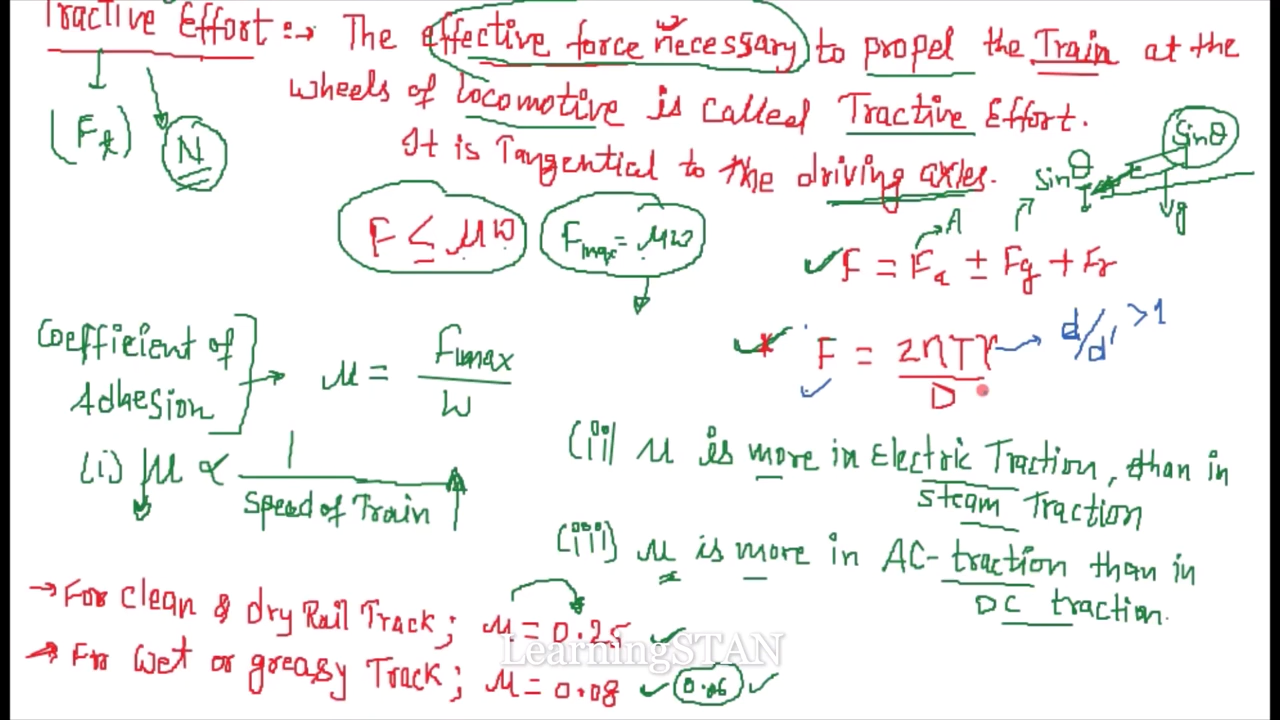 Tractive Effort :→ The effective force necessary to propel the Train at the
wheels of locomotive is called Tractive Effort.
(Ft) N
It is Tangential to the driving axles.
sinθ θ sinθ
g
F ≤ μW Fmax = μW
A
F = Fa ± Fg + Fr
Coefficient of Adhesion → μ = Fmax / W
F = 2ηTγ / D → d/d' >1
(i) μ ∝ 1 / Speed of Train
(ii) μ is more in Electric Traction, than in
steam Traction
(iii) μ is more in AC-traction than in
DC traction.
→ For clean & dry Rail Track; μ = 0.25
→ For wet or greasy Track; μ = 0.08 0.06
LearningSTAN